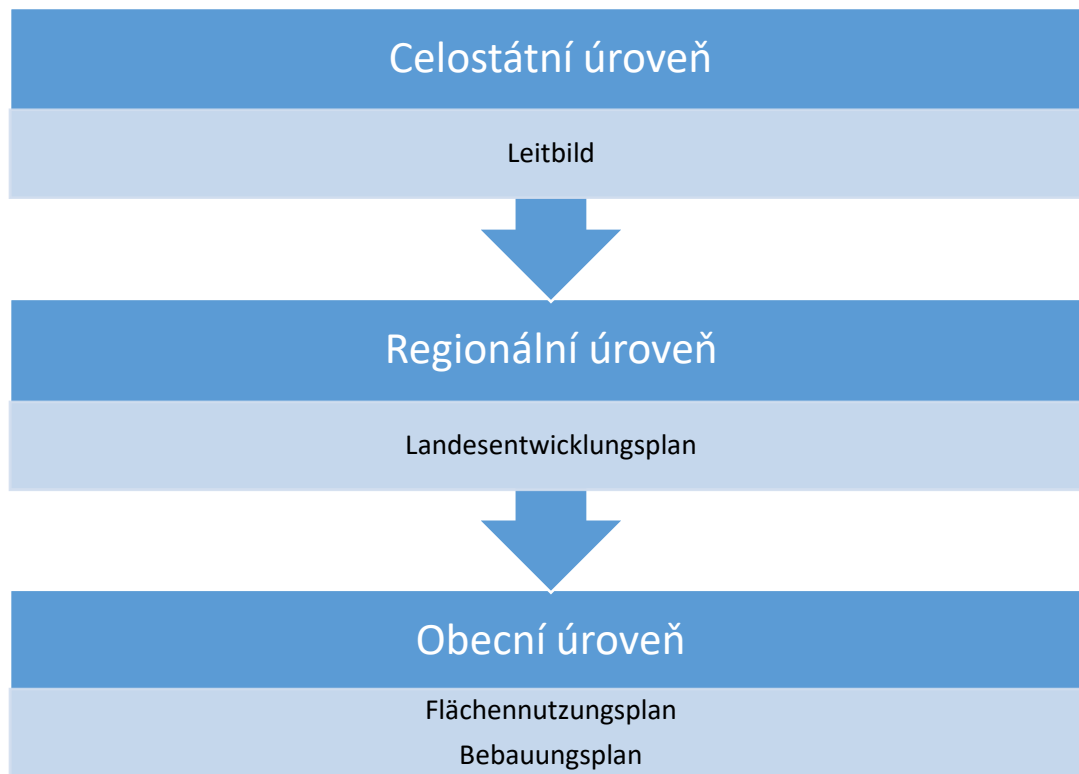 Celostátní úroveň
Leitbild
Regionální úroveň
Landesentwicklungsplan
Obecní úroveň
Flächennutzungsplan
Bebauungsplan